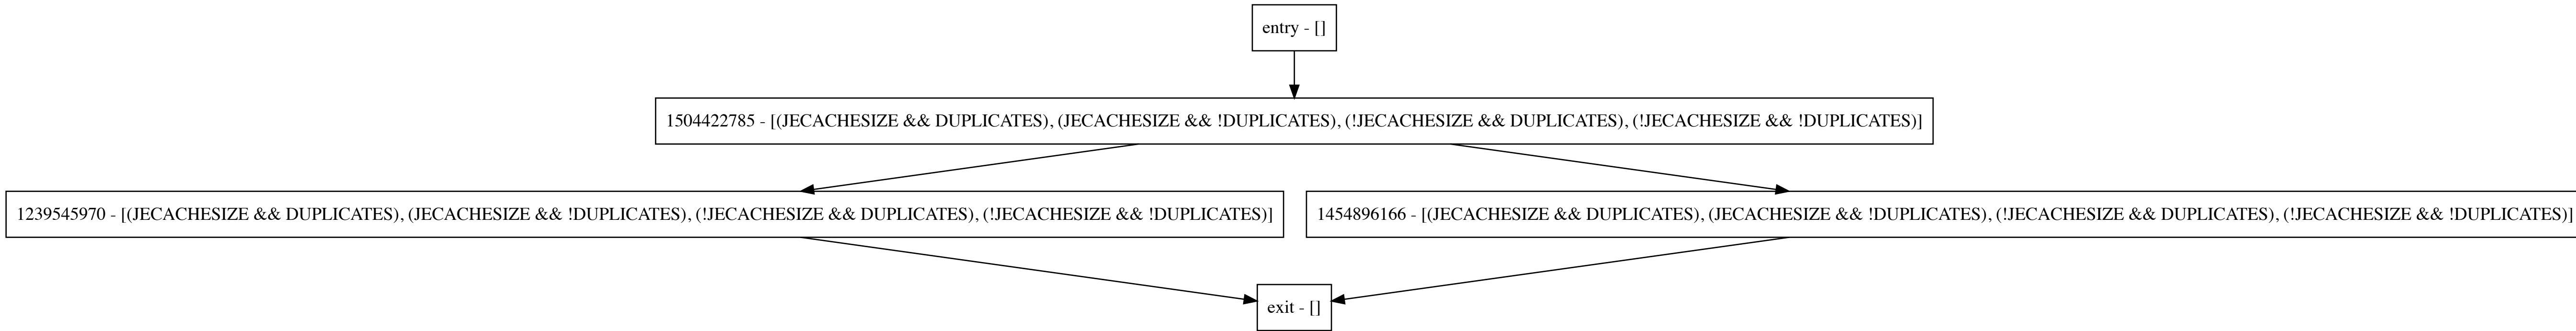 entry - []
1504422785 - [(JECACHESIZE && DUPLICATES), (JECACHESIZE && !DUPLICATES), (!JECACHESIZE && DUPLICATES), (!JECACHESIZE && !DUPLICATES)]
1239545970 - [(JECACHESIZE && DUPLICATES), (JECACHESIZE && !DUPLICATES), (!JECACHESIZE && DUPLICATES), (!JECACHESIZE && !DUPLICATES)]
1454896166 - [(JECACHESIZE && DUPLICATES), (JECACHESIZE && !DUPLICATES), (!JECACHESIZE && DUPLICATES), (!JECACHESIZE && !DUPLICATES)]
exit - []